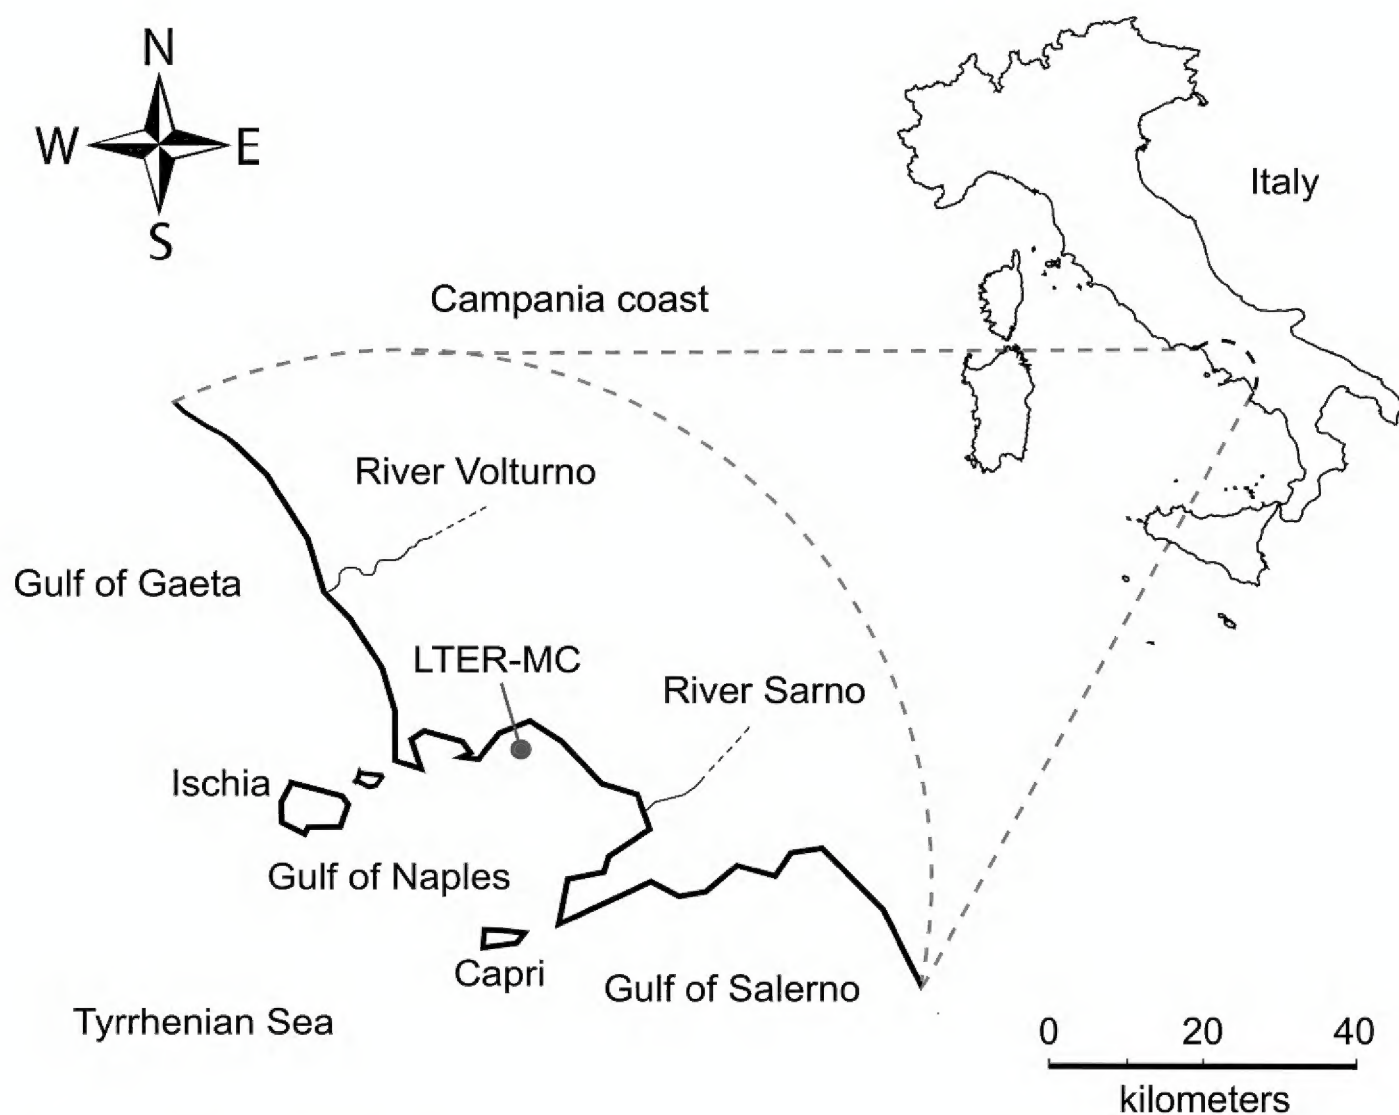 N
W
E
S
Italy
Campania coast
River Volturno
Gulf of Gaeta
LTER-MC
River Sarno
Ischia
Gulf of Naples
Capri
Gulf of Salerno
Tyrrhenian Sea
0 20 40
kilometers